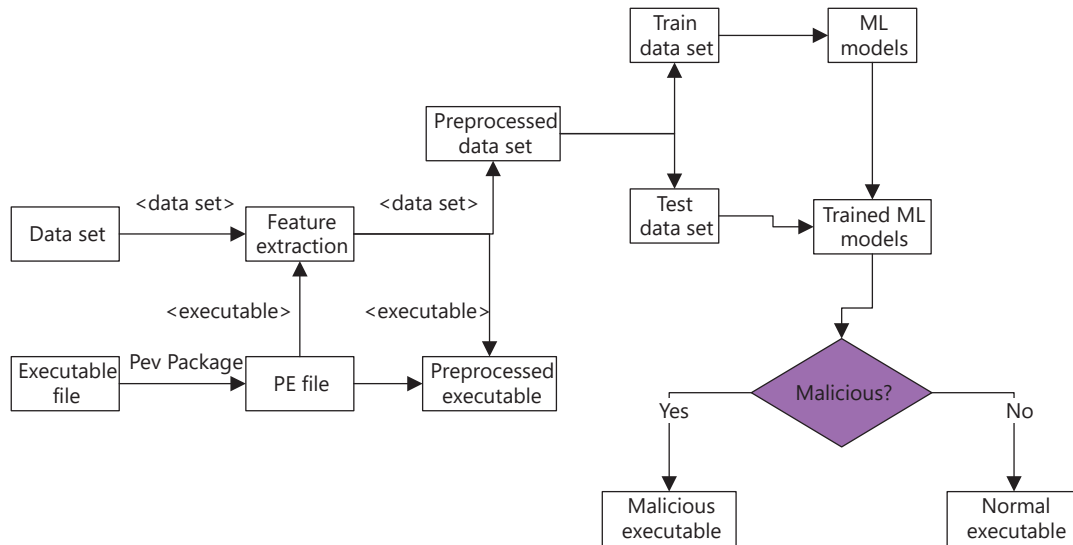 Train
data set
ML
models
Preprocessed
data set
<data set>
<data set>
Data set
Feature
extraction
Test
data set
Trained ML
models
<executable>
<executable>
Executable
file
Pev Package
PE file
Preprocessed
executable
Malicious?
Yes
No
Malicious
executable
Normal
executable